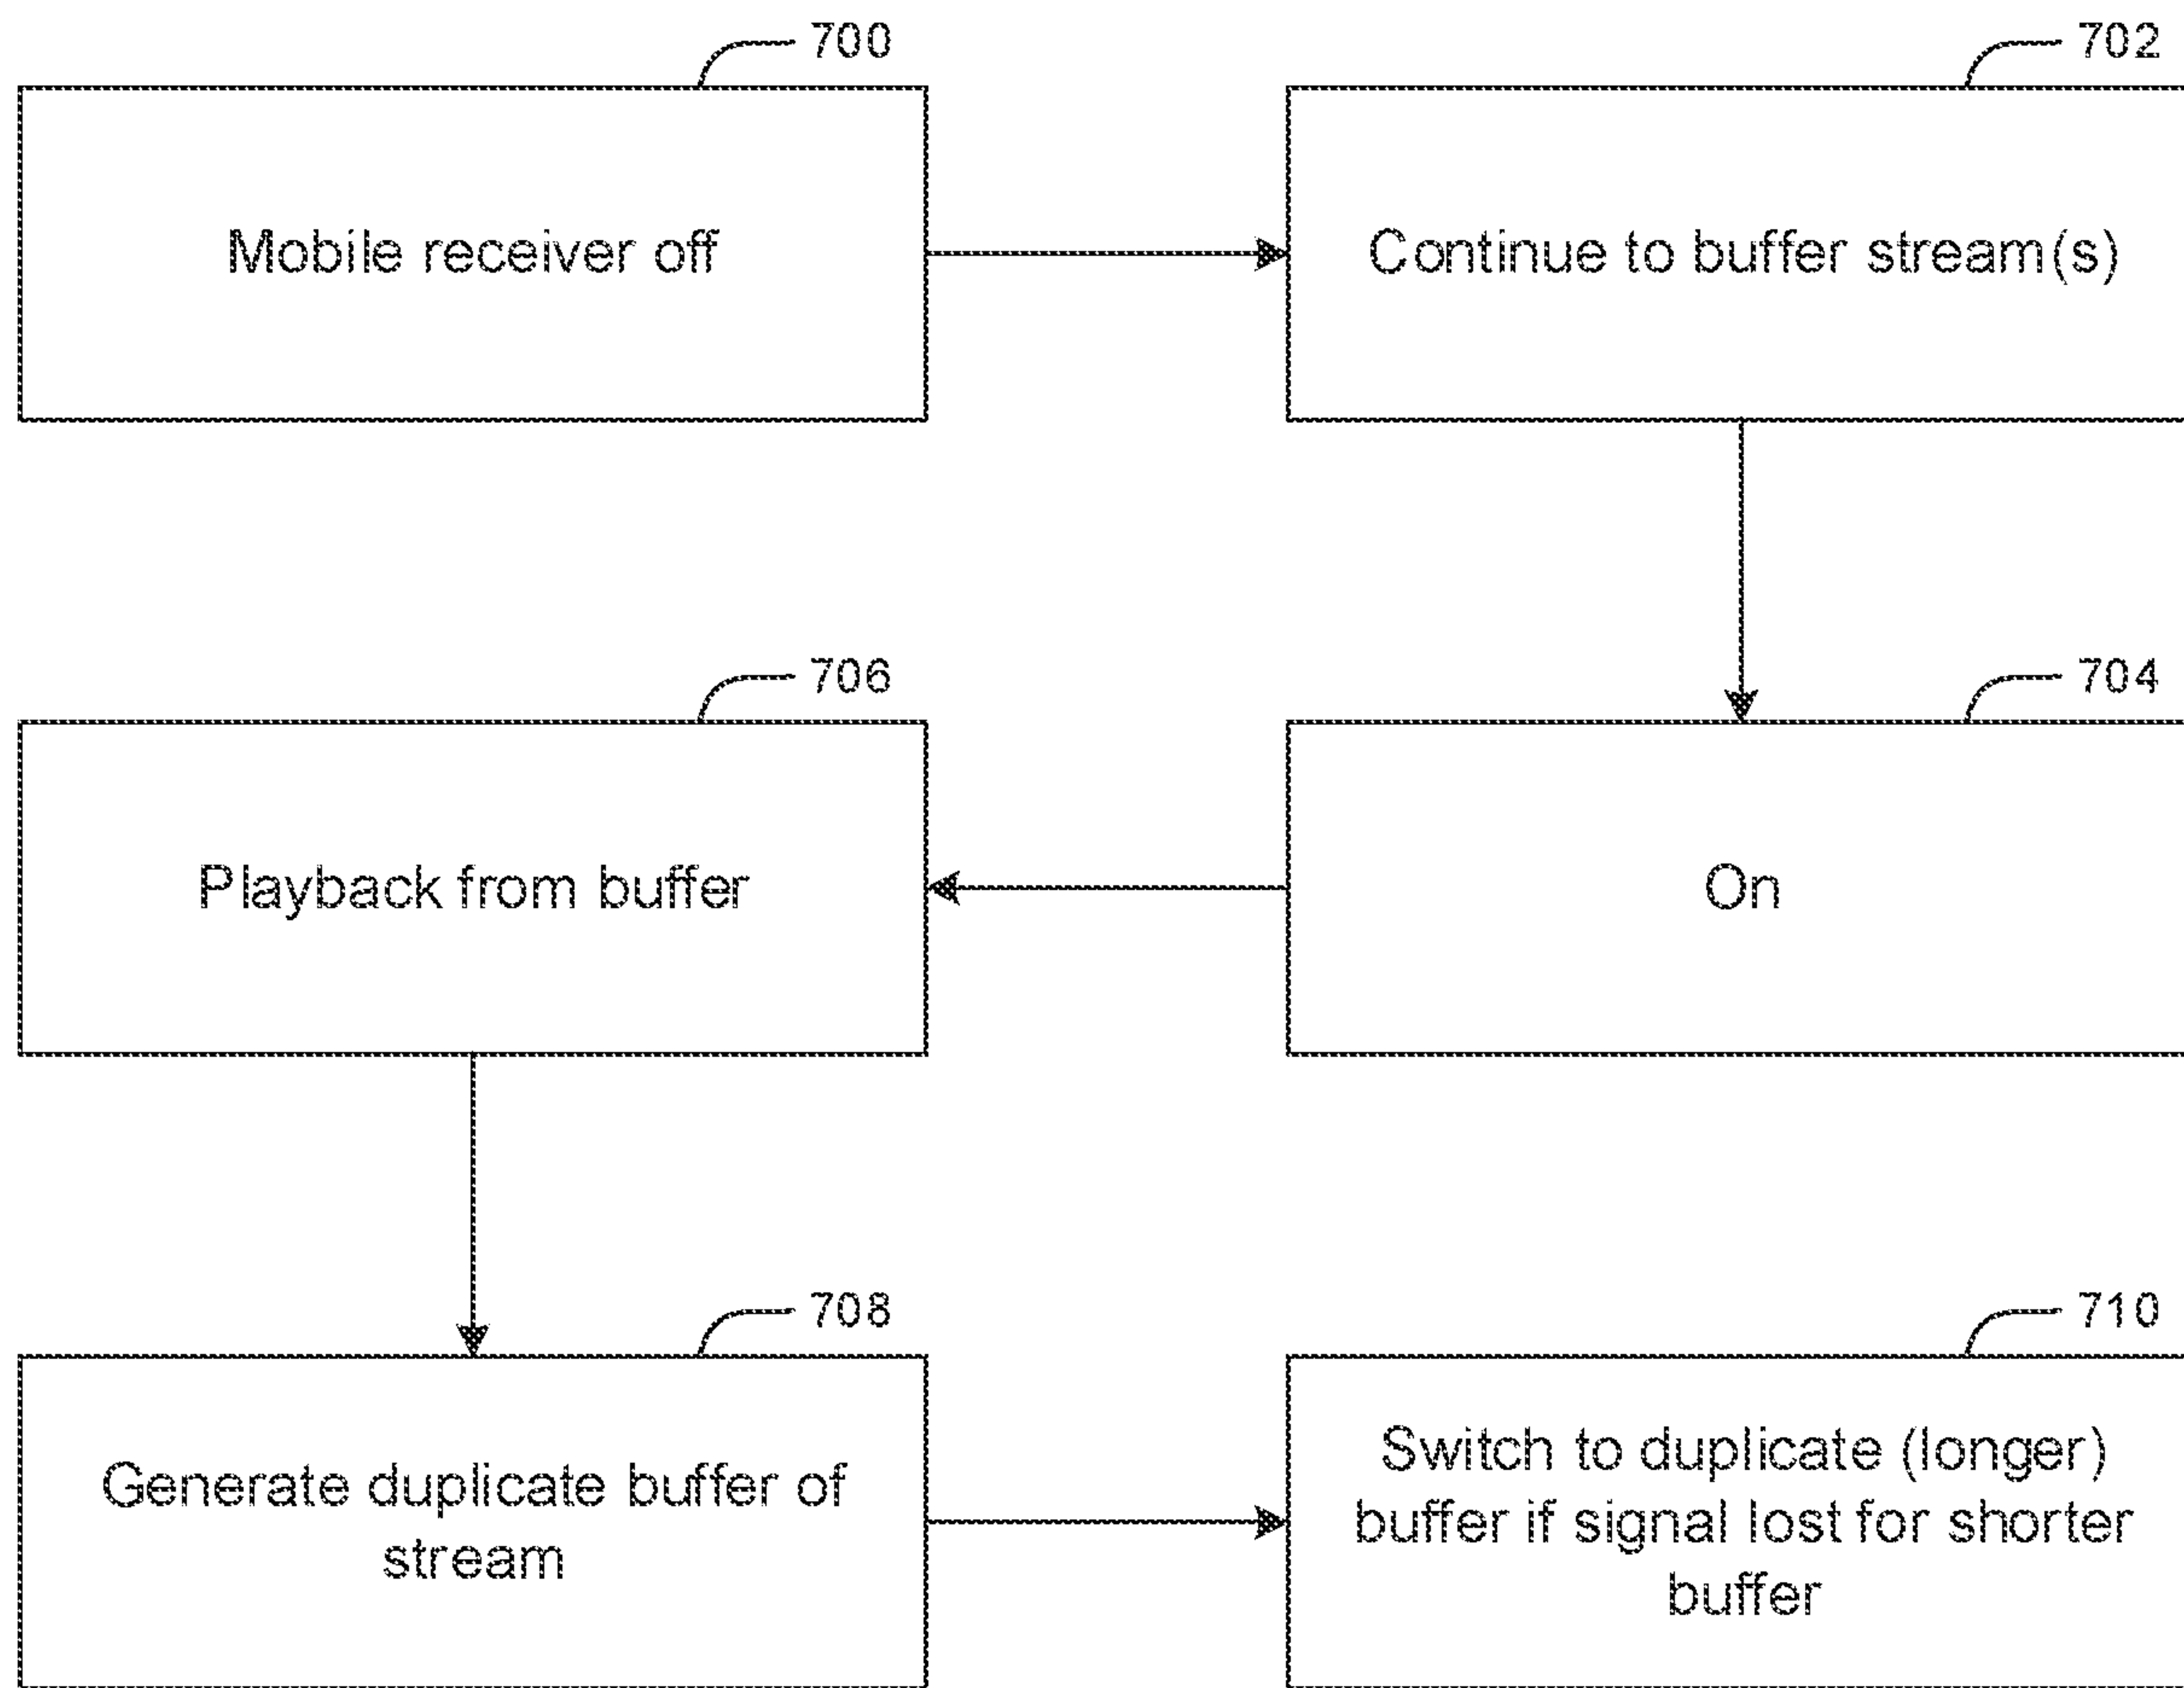 700
Mobile receiver off
702
Continue to buffer stream(s)
704
On
706
Playback from buffer
708
Generate duplicate buffer of
stream
710
Switch to duplicate (longer)
buffer if signal lost for shorter
buffer